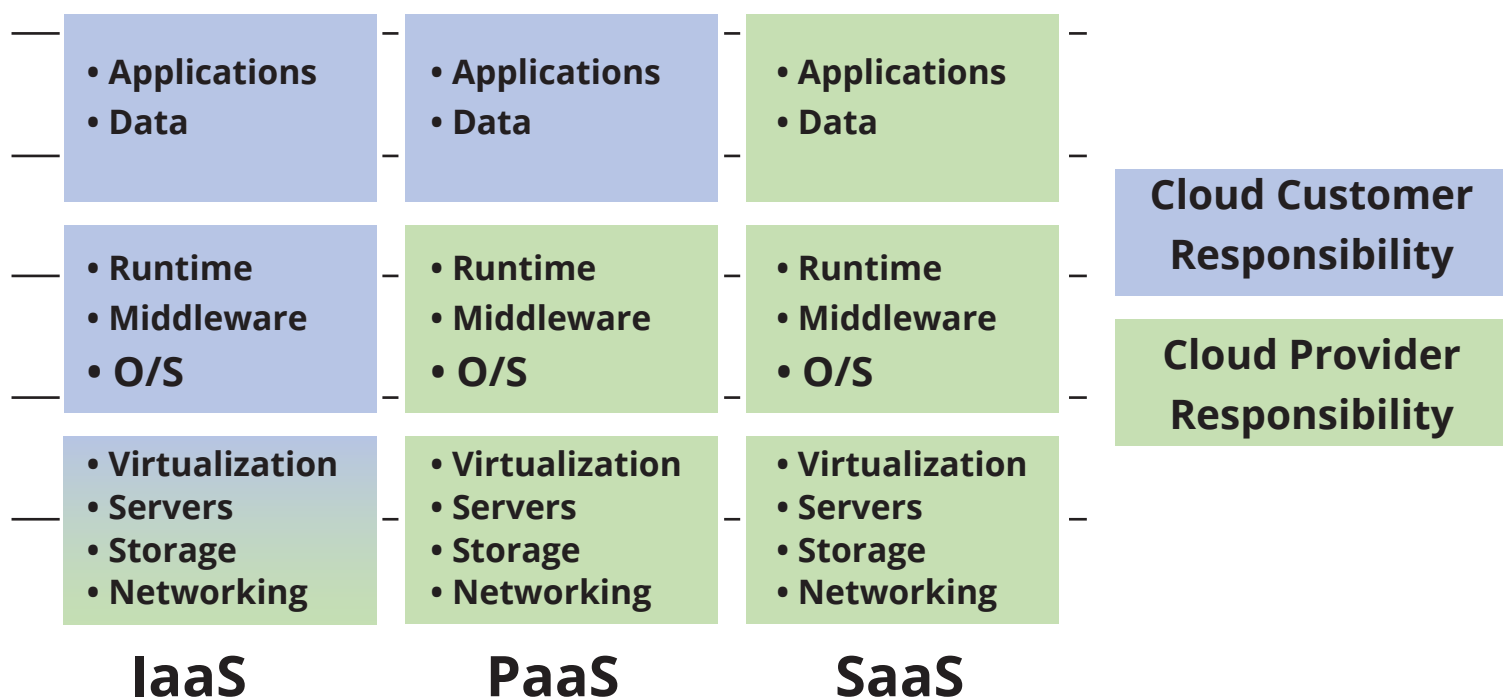 • Applications
• Data
• Applications
• Data
• Applications
• Data
• Runtime
• Middleware
• O/S
• Runtime
• Middleware
• O/S
• Runtime
• Middleware
• O/S
• Virtualization
• Servers
• Storage
• Networking
• Virtualization
• Servers
• Storage
• Networking
• Virtualization
• Servers
• Storage
• Networking
IaaS
PaaS
SaaS
Cloud Customer
Responsibility
Cloud Provider
Responsibility